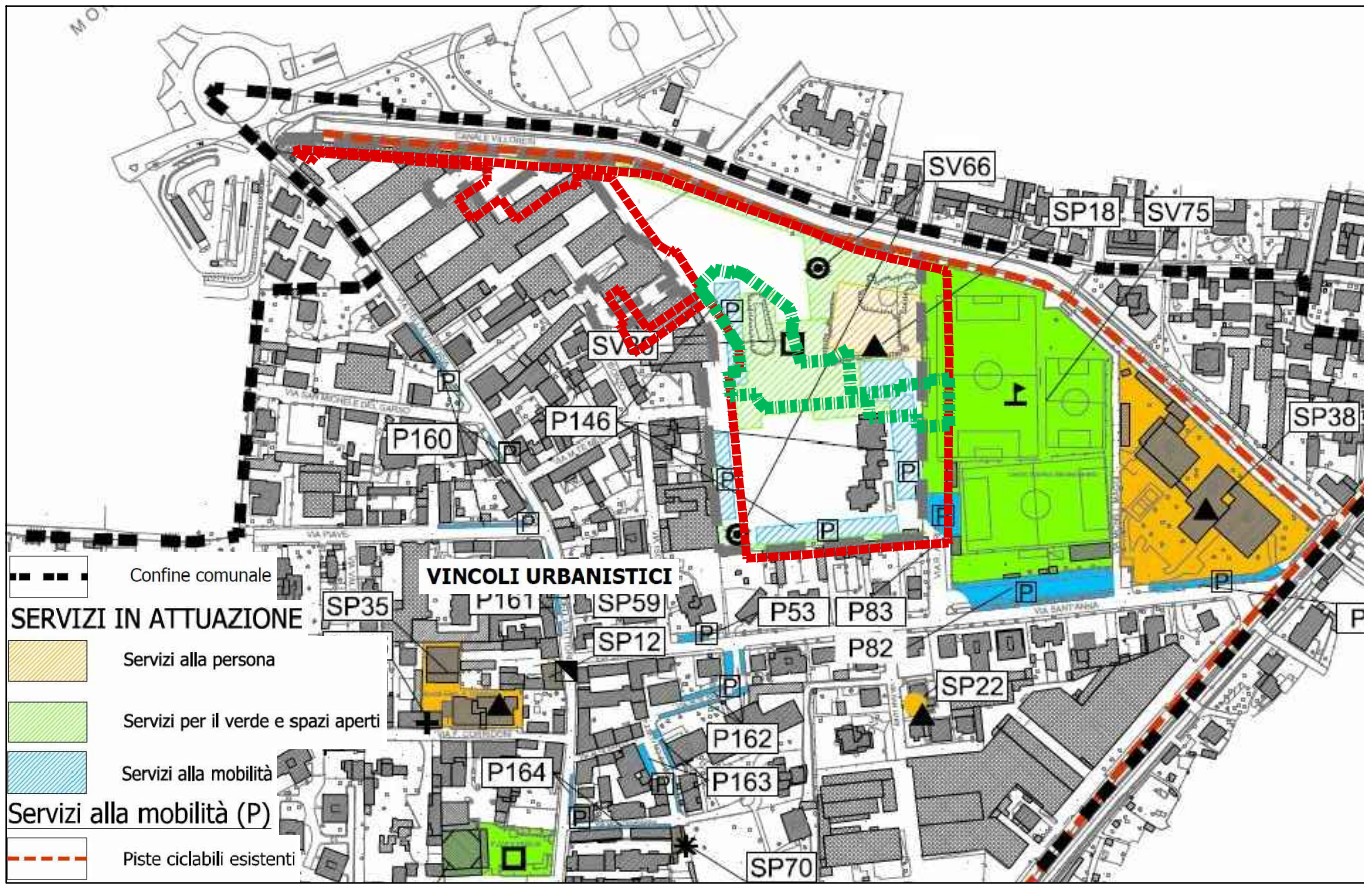 MO
CANALE VILLORESI
SV66
SP18
SV75
P
SV80
SP38
P
VIA SAN MICHELE DEL CARSO
P160
P146
P
P
P
P
P
VIA PIAVE
P
Confine comunale
VINCOLI URBANISTICI
SERVIZI IN ATTUAZIONE
SP35
P161
SP59
P53
P83
P
P
VIA SANT'ANNA
P
Servizi alla persona
SP12
P
P82
SP22
Servizi per il verde e spazi aperti
P
P162
Servizi alla mobilità
P164
P
P163
Servizi alla mobilità (P)
P
Piste ciclabili esistenti
SP70